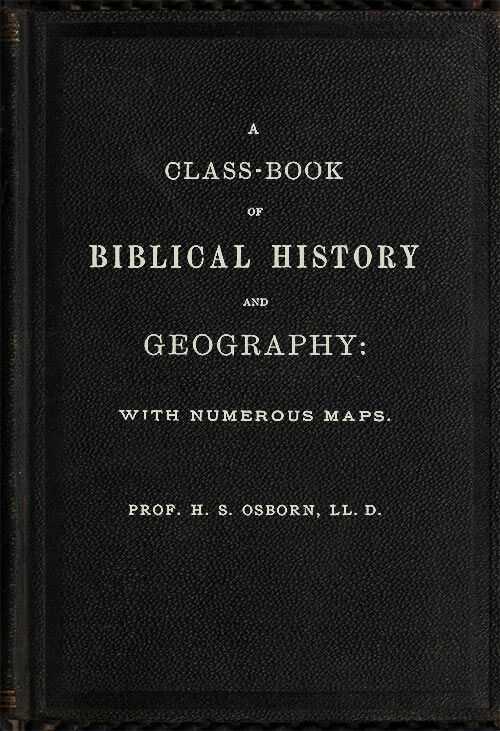 A
CLASS-BOOK
OF
BIBLICAL HISTORY
AND
GEOGRAPHY:
WITH NUMEROUS MAPS.
PROF. H. S. OSBORN, LL. D.